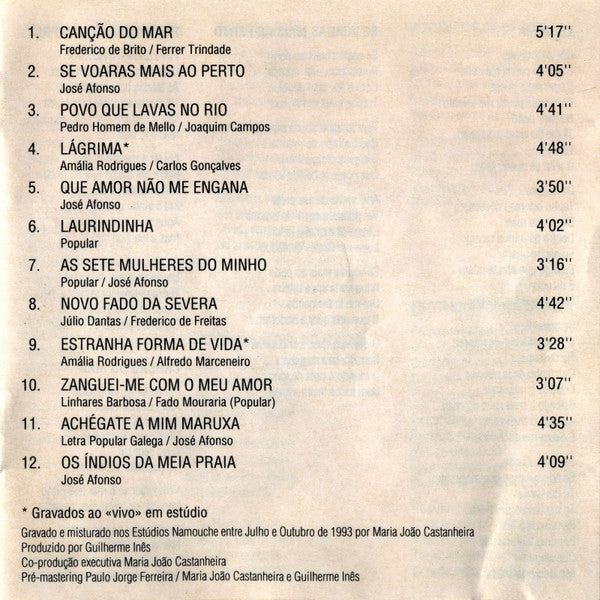 1. CANÇÃO DO MAR 5'17''
Frederico de Brito / Ferrer Trindade
2. SE VOARAS MAIS AO PERTO 4'05''
José Afonso
3. POVO QUE LAVAS NO RIO 4'41''
Pedro Homem de Mello / Joaquim Campos
4. LÁGRIMA* 4'48''
Amália Rodrigues / Carlos Gonçalves
5. QUE AMOR NÃO ME ENGANA 3'50''
José Afonso
6. LAURINDINHA 4'02''
Popular
7. AS SETE MULHERES DO MINHO 3'16''
Popular / José Afonso
8. NOVO FADO DA SEVERA 4'42''
Júlio Dantas / Frederico de Freitas
9. ESTRANHA FORMA DE VIDA* 3'28''
Amália Rodrigues / Alfredo Marceneiro
10. ZANGUEI-ME COM O MEU AMOR 3'07''
Linhares Barbosa / Fado Mouraria (Popular)
11. ACHÉGATE A MIM MARUXA 4'35''
Letra Popular Galega / José Afonso
12. OS ÍNDIOS DA MEIA PRAIA 4'09''
José Afonso
* Gravados ao «vivo» em estúdio
Gravado e misturado nos Estúdios Namouche entre Julho e Outubro de 1993 por Maria João Castanheira
Produzido por Guilherme Inês
Co-produção executiva Maria João Castanheira
Pré-mastering Paulo Jorge Ferreira / Maria João Castanheira e Guilherme Inês